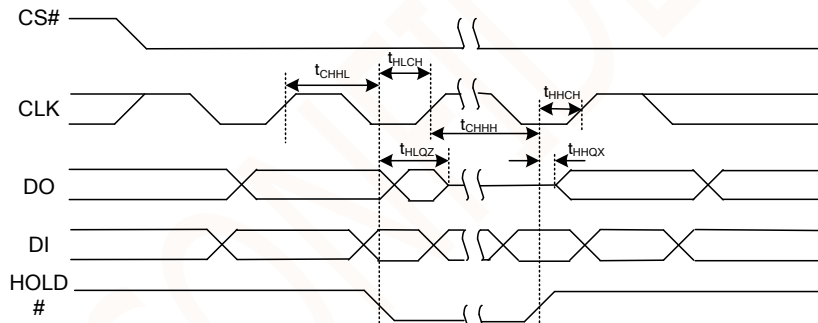 CS#
tCHHL
tHLCH
tHHCH
CLK
tCHHH
tHLQZ
tHHQX
DO
DI
HOLD
#